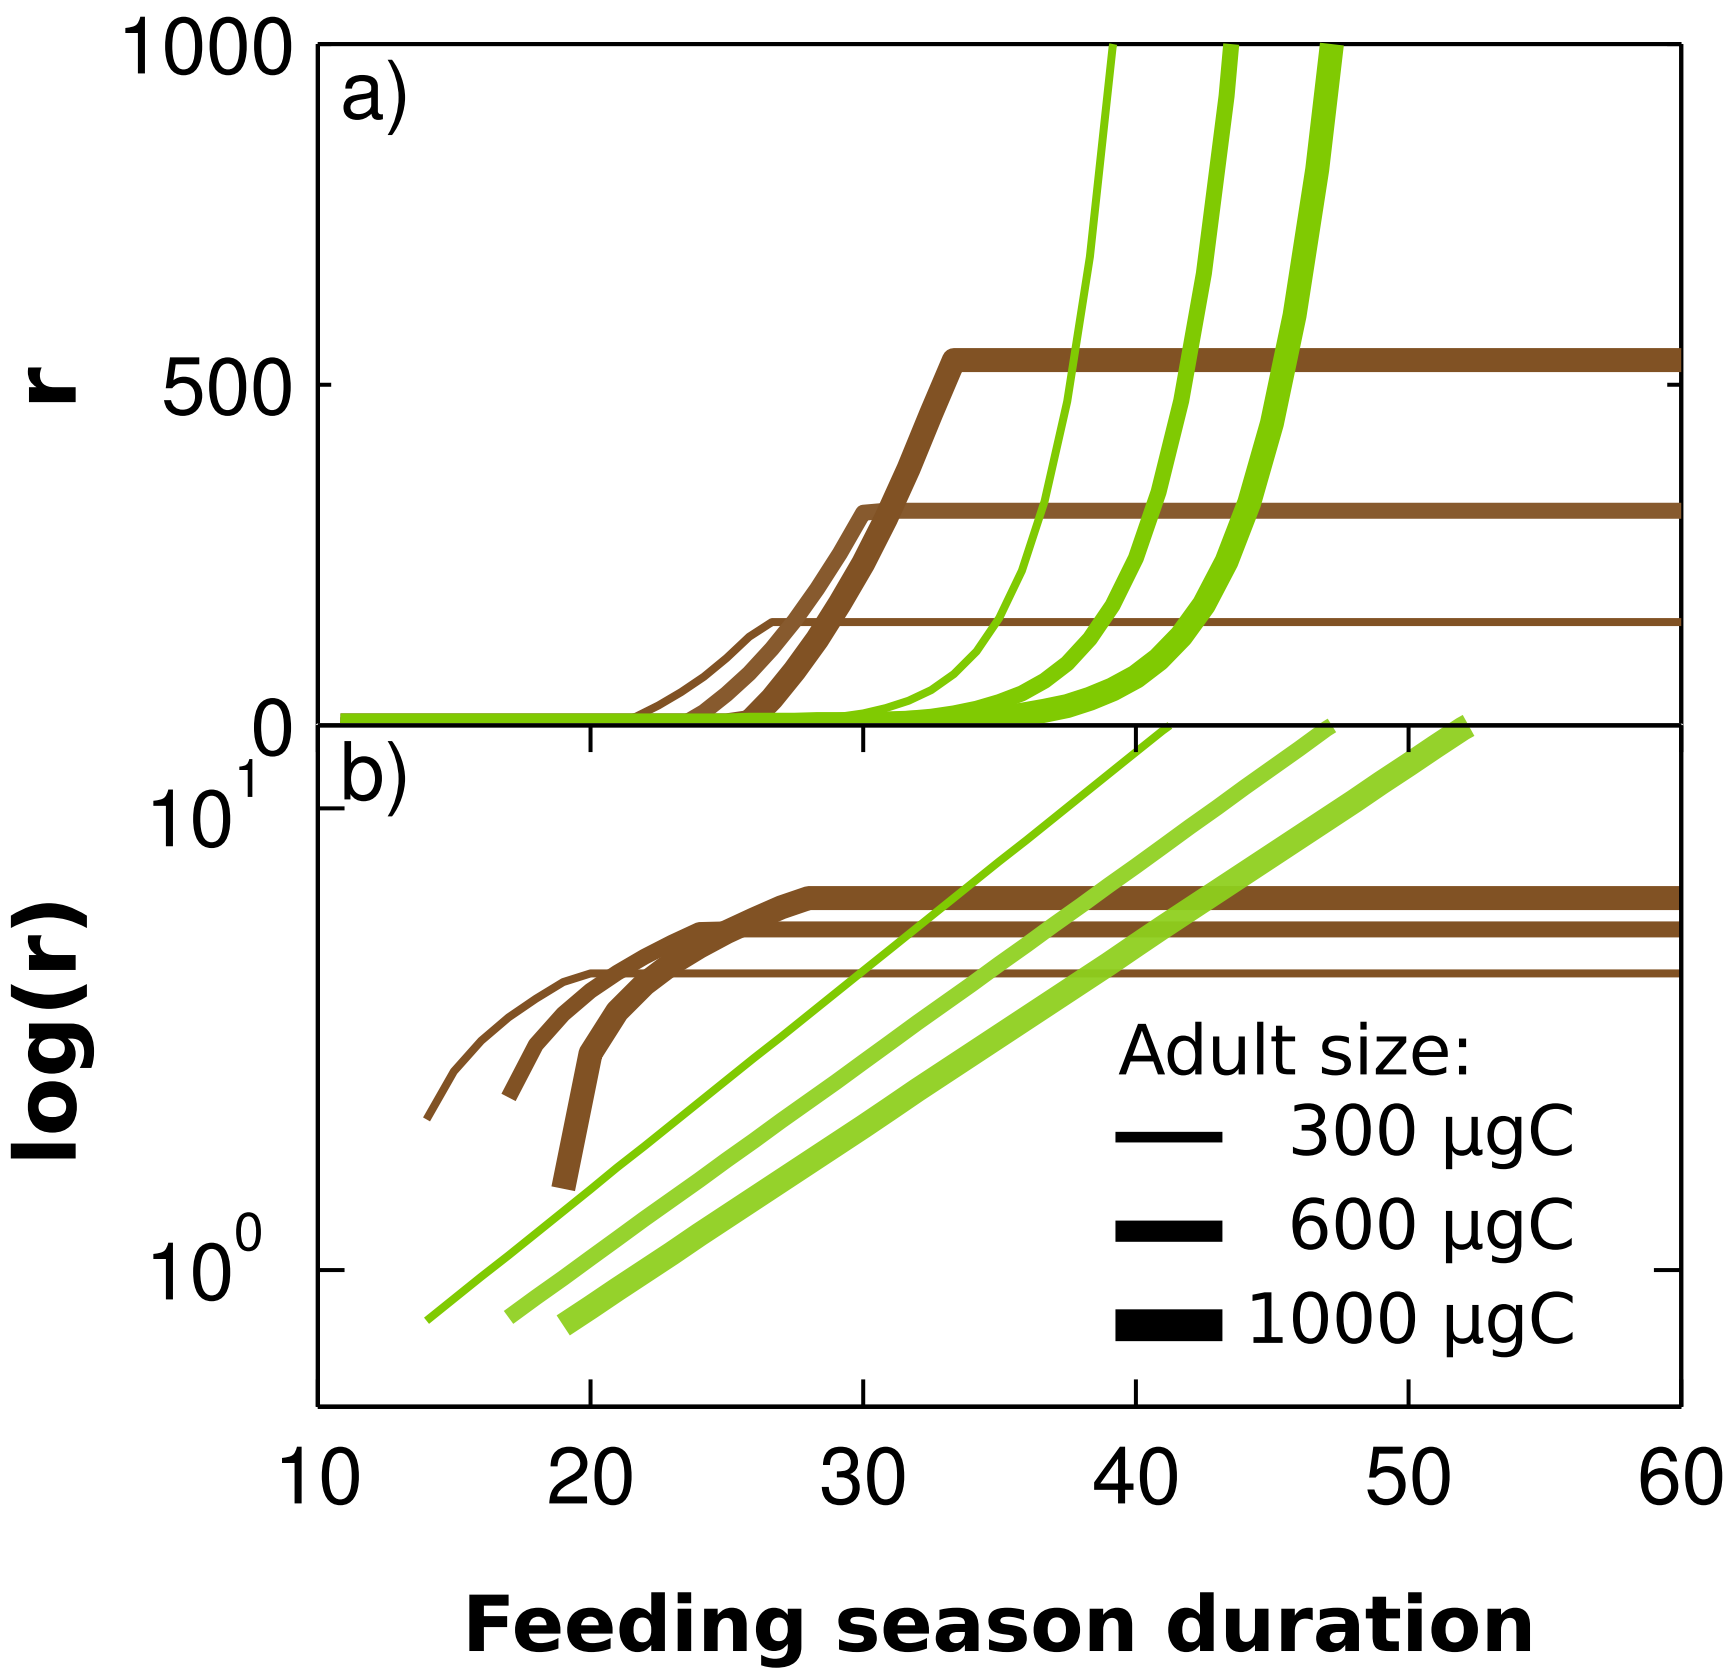 1000
a)
r
500
0
b)
10^1
log(r)
10^0
Adult size:
300 µgC
600 µgC
1000 µgC
10 20 30 40 50 60
Feeding season duration